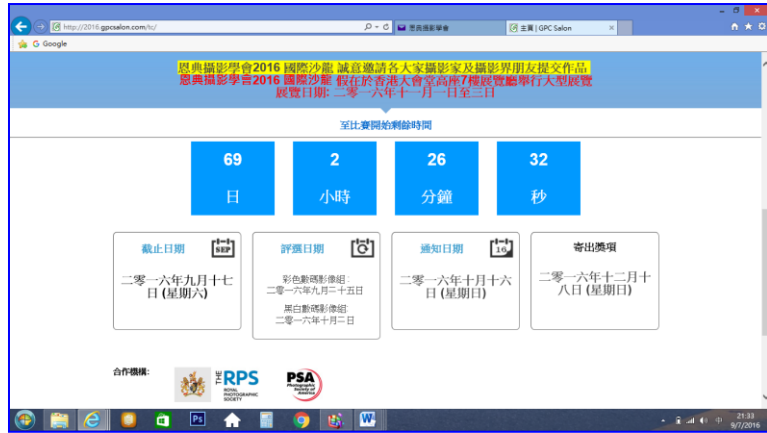 http://2016.gpcsalon.com/tc/
恩典攝影學會
主頁 | GPC Salon
Google
恩典攝影學會2016 國際沙龍 誠意邀請各大家攝影家及攝影界朋友提交作品
恩典攝影學會2016 國際沙龍 假在於香港大會堂高座7樓展覽廳舉行大型展覽
展覽日期: 二零一六年十一月一日至三日
至比賽開始剩餘時間
69 2 26 32
日 小時 分鐘 秒
截止日期
SEP
二零一六年九月十七
日 (星期六)
評選日期
彩色數碼影像組:
二零一六年九月二十五日
黑白數碼影像組:
二零一六年十月二日
通知日期
16
二零一六年十月十六
日 (星期日)
寄出獎項
二零一六年十二月十
八日 (星期日)
合作機構:
THE RPS
ROYAL
PHOTOGRAPHIC
SOCIETY
PSA
Photographic
Society of
America
Ps
W
中
21:33
9/7/2016